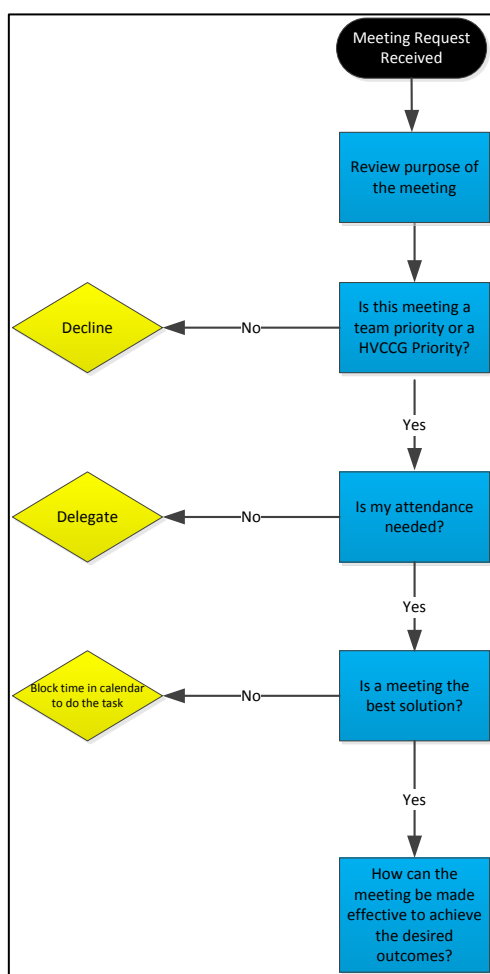 Meeting Request
Received
Review purpose of
the meeting
Is this meeting a
team priority or a
HVCCG Priority?
No
Decline
Yes
Is my attendance
needed?
No
Delegate
Yes
Is a meeting the
best solution?
No
Block time in calendar
to do the task
Yes
How can the
meeting be made
effective to achieve
the desired
outcomes?